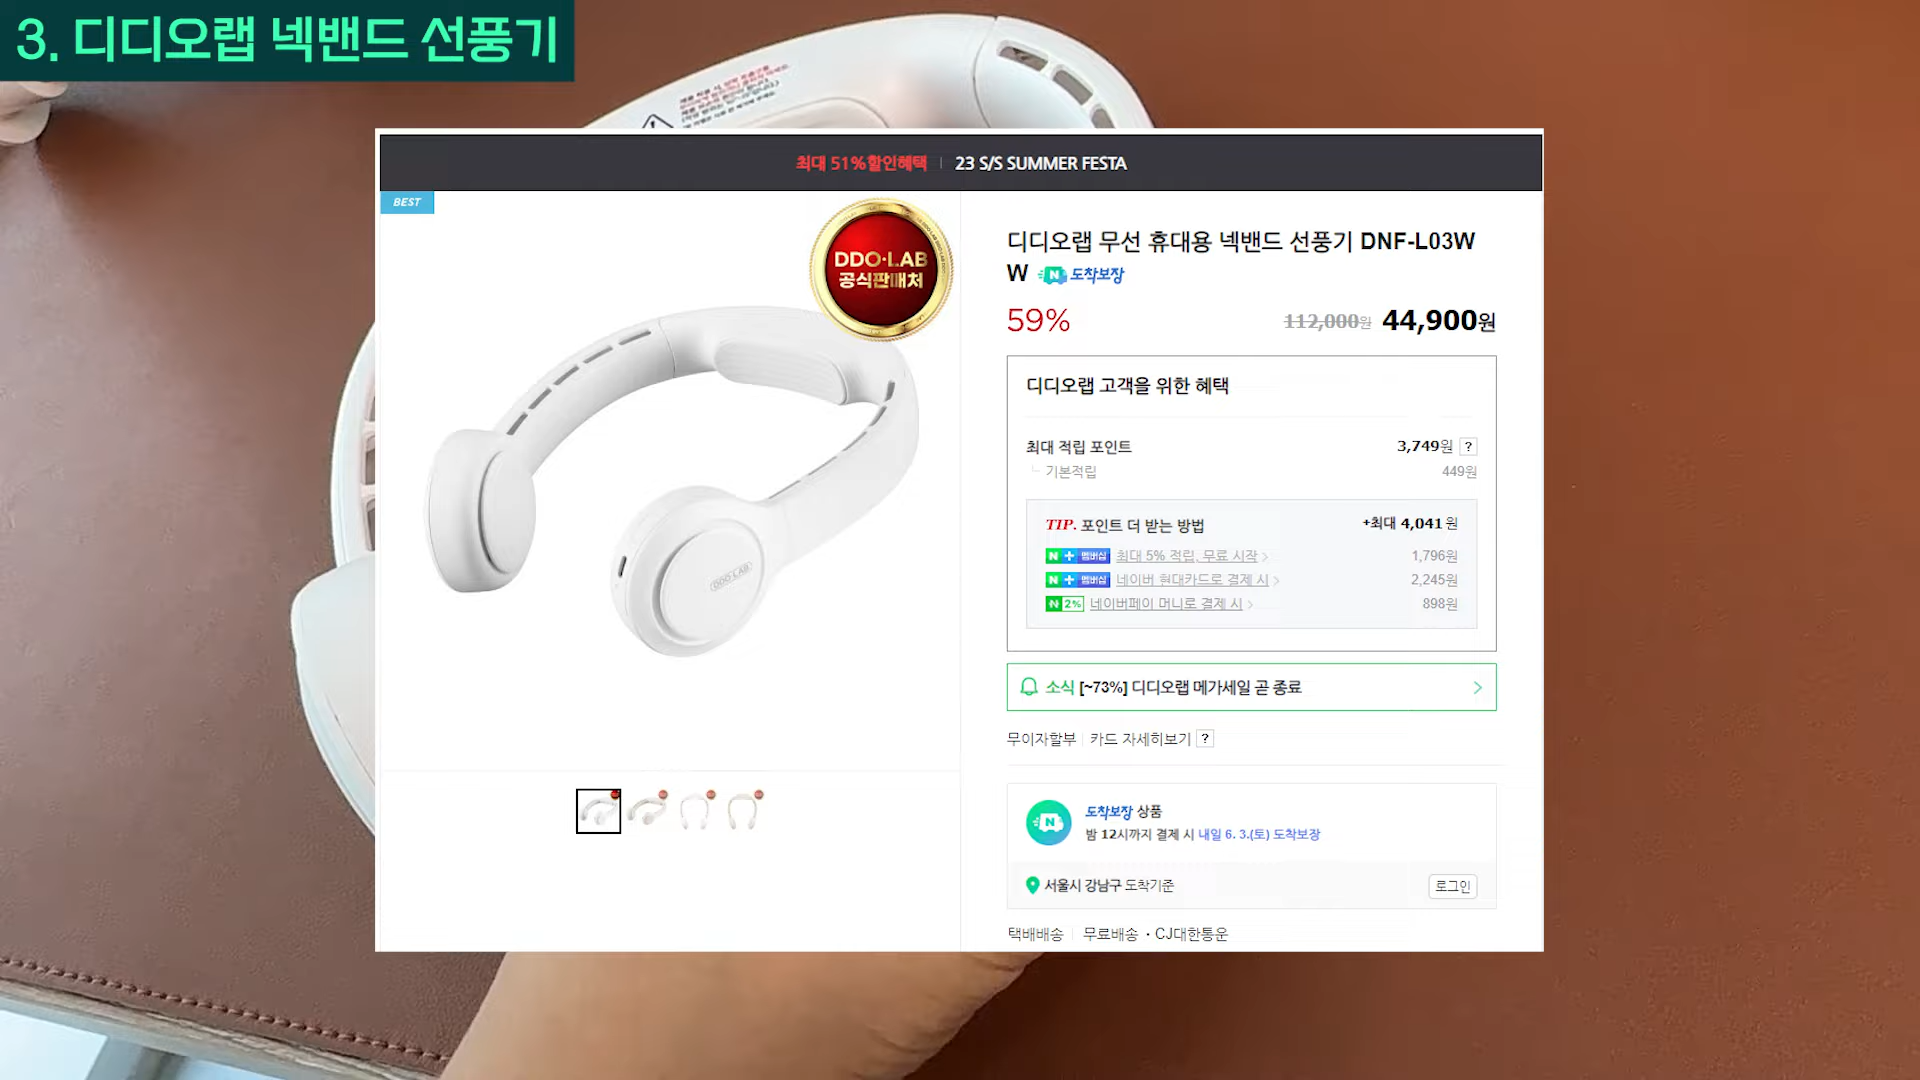 3. 디디오랩 넥밴드 선풍기
최대 51%할인혜택 | 23 S/S SUMMER FESTA
BEST
DDO·LAB
공식판매처
DDO·LAB
디디오랩 무선 휴대용 넥밴드 선풍기 DNF-L03W
W 도착보장
59% 112,000원 44,900원
디디오랩 고객을 위한 혜택
최대 적립 포인트 3,749원 ?
기본적립 449원
TIP. 포인트 더 받는 방법 +최대 4,041원
N + 멤버십 최대 5% 적립, 무료 시작 > 1,796원
N + 멤버십 네이버 현대카드로 결제 시 > 2,245원
N 2% 네이버페이 머니로 결제 시 > 898원
소식 [~73%] 디디오랩 메가세일 곧 종료 >
무이자할부 | 카드 자세히보기 ?
N 도착보장 상품
밤 12시까지 결제 시 내일 6. 3.(토) 도착보장
서울시 강남구 도착기준 로그인
택배배송 | 무료배송 · CJ대한통운